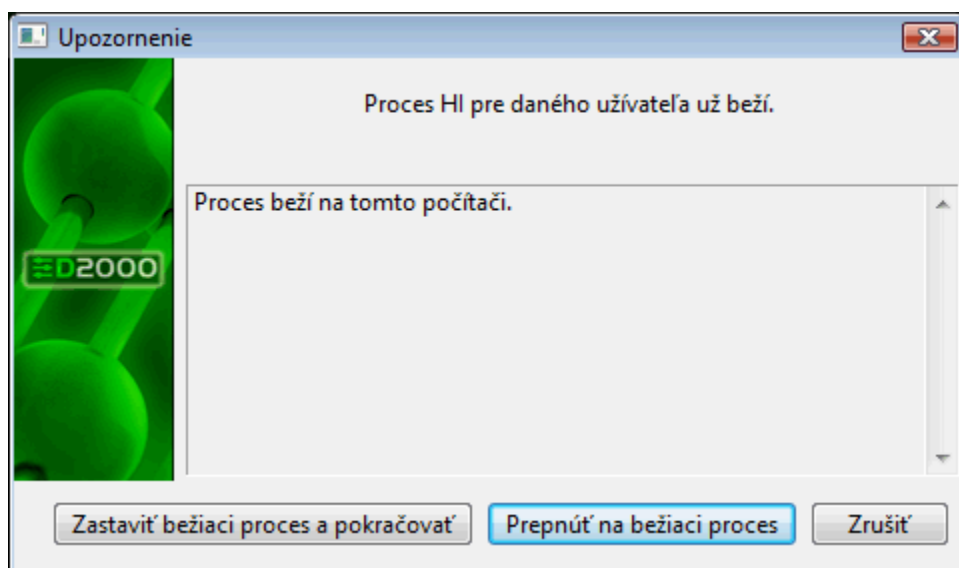 Upozornenie
Proces HI pre daného užívateľa už beží.
Proces beží na tomto počítači.
D2000
Zastaviť bežiaci proces a pokračovať
Prepnúť na bežiaci proces
Zrušiť